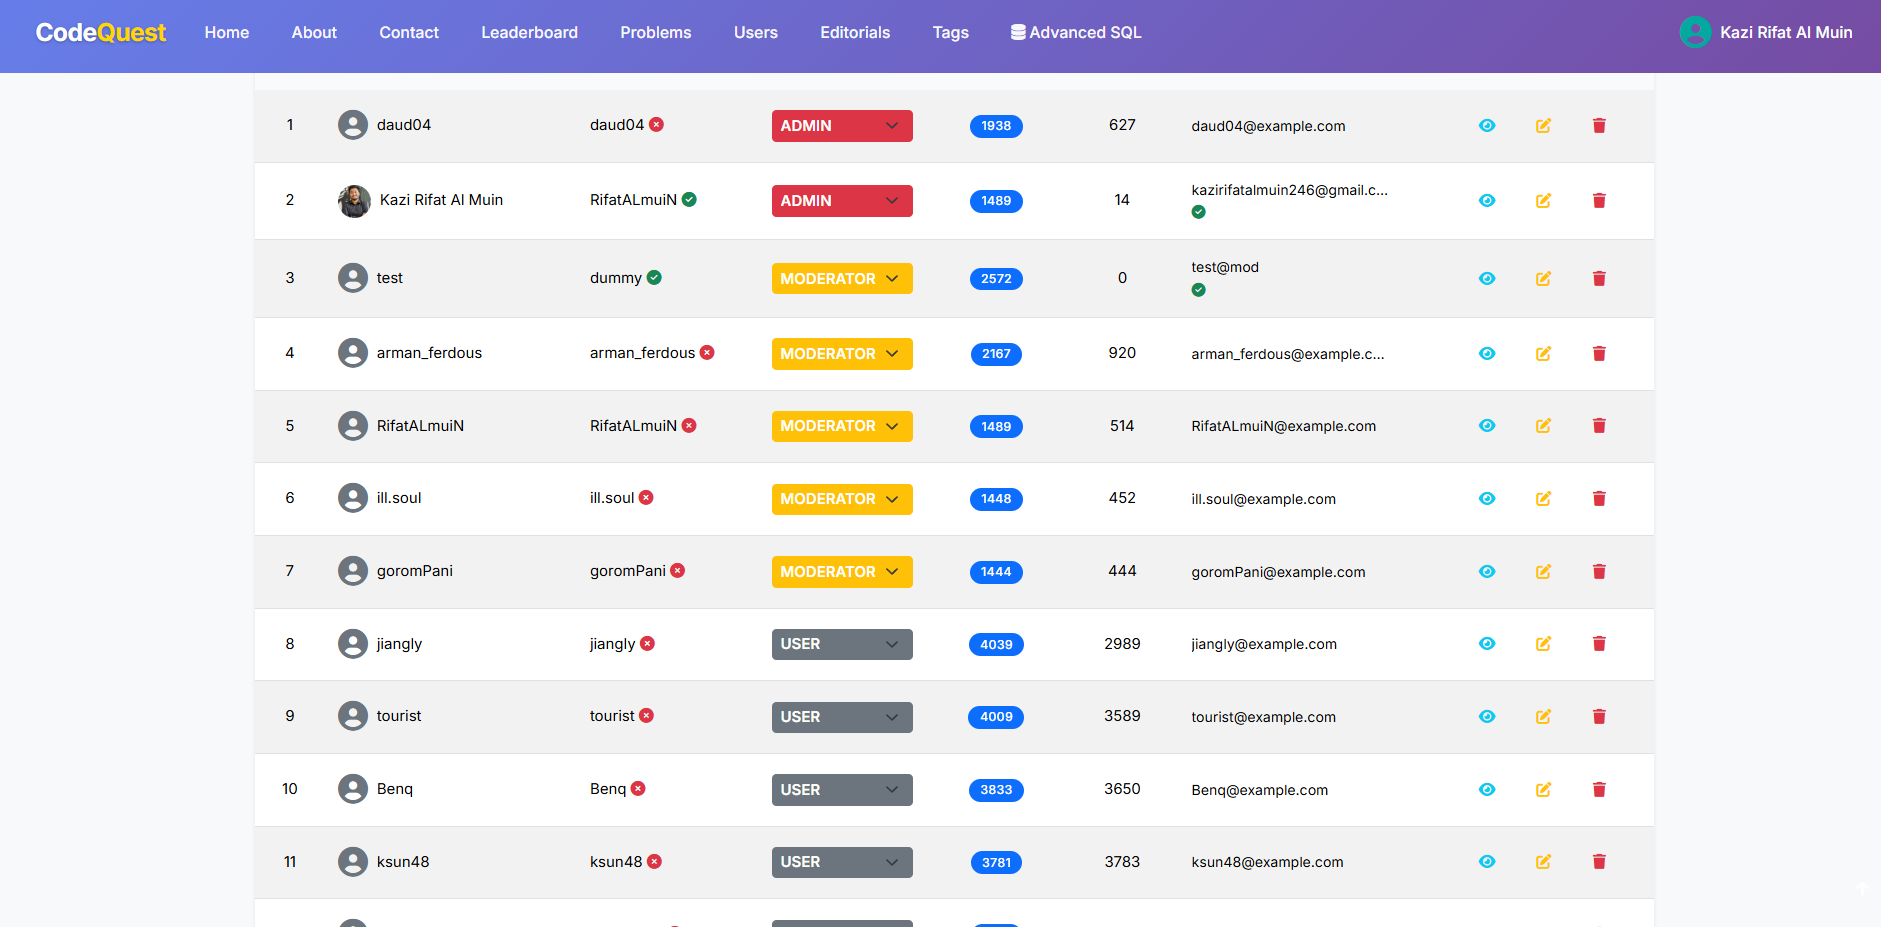 CodeQuest Home About Contact Leaderboard Problems Users Editorials Tags Advanced SQL Kazi Rifat Al Muin
1 daud04 daud04 ADMIN 1938 627 daud04@example.com
2 Kazi Rifat Al Muin RifatALmuiN ADMIN 1489 14 kazirifatalmuin246@gmail.c...
3 test dummy MODERATOR 2572 0 test@mod
4 arman_ferdous arman_ferdous MODERATOR 2167 920 arman_ferdous@example.c...
5 RifatALmuiN RifatALmuiN MODERATOR 1489 514 RifatALmuiN@example.com
6 ill.soul ill.soul MODERATOR 1448 452 ill.soul@example.com
7 goromPani goromPani MODERATOR 1444 444 goromPani@example.com
8 jiangly jiangly USER 4039 2989 jiangly@example.com
9 tourist tourist USER 4009 3589 tourist@example.com
10 Benq Benq USER 3833 3650 Benq@example.com
11 ksun48 ksun48 USER 3781 3783 ksun48@example.com